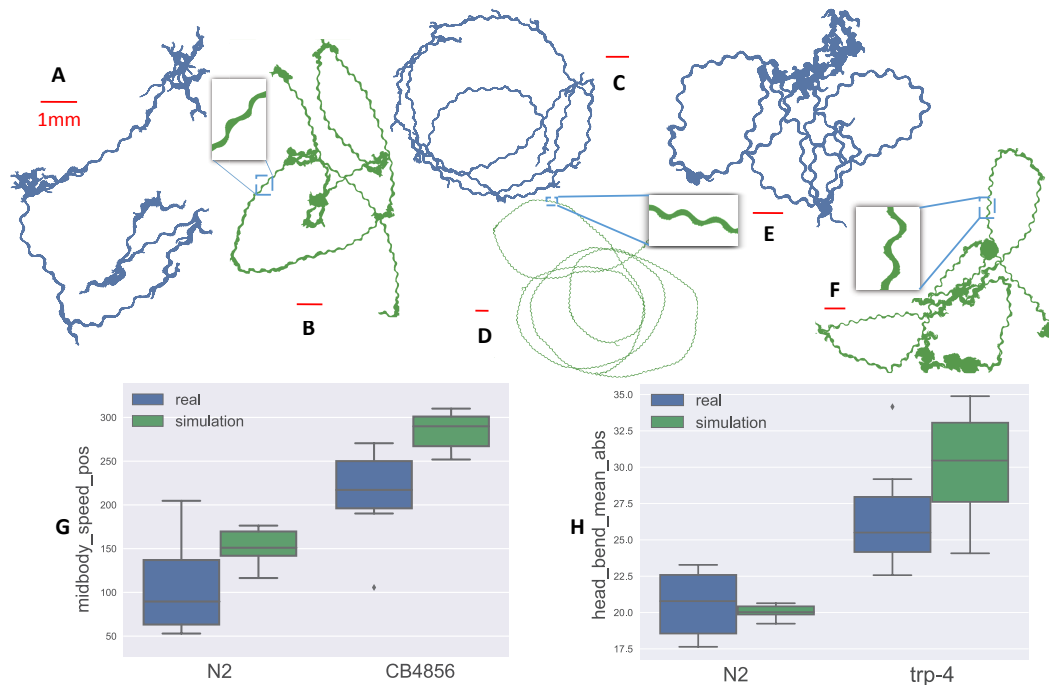 A
1mm
B
C
D
E
F
G
midbody_speed_pos
real
simulation
300
250
200
150
100
50
N2
CB4856
H
head_bend_mean_abs
real
simulation
35.0
32.5
30.0
27.5
25.0
22.5
20.0
17.5
N2
trp-4